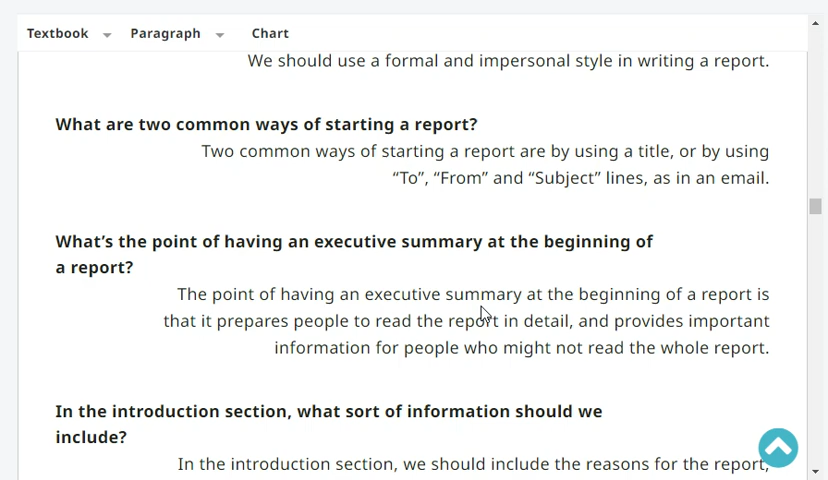 Textbook Paragraph Chart
We should use a formal and impersonal style in writing a report.
What are two common ways of starting a report?
Two common ways of starting a report are by using a title, or by using
“To”, “From” and “Subject” lines, as in an email.
What’s the point of having an executive summary at the beginning of
a report?
The point of having an executive summary at the beginning of a report is
that it prepares people to read the report in detail, and provides important
information for people who might not read the whole report.
In the introduction section, what sort of information should we
include?
In the introduction section, we should include the reasons for the report,